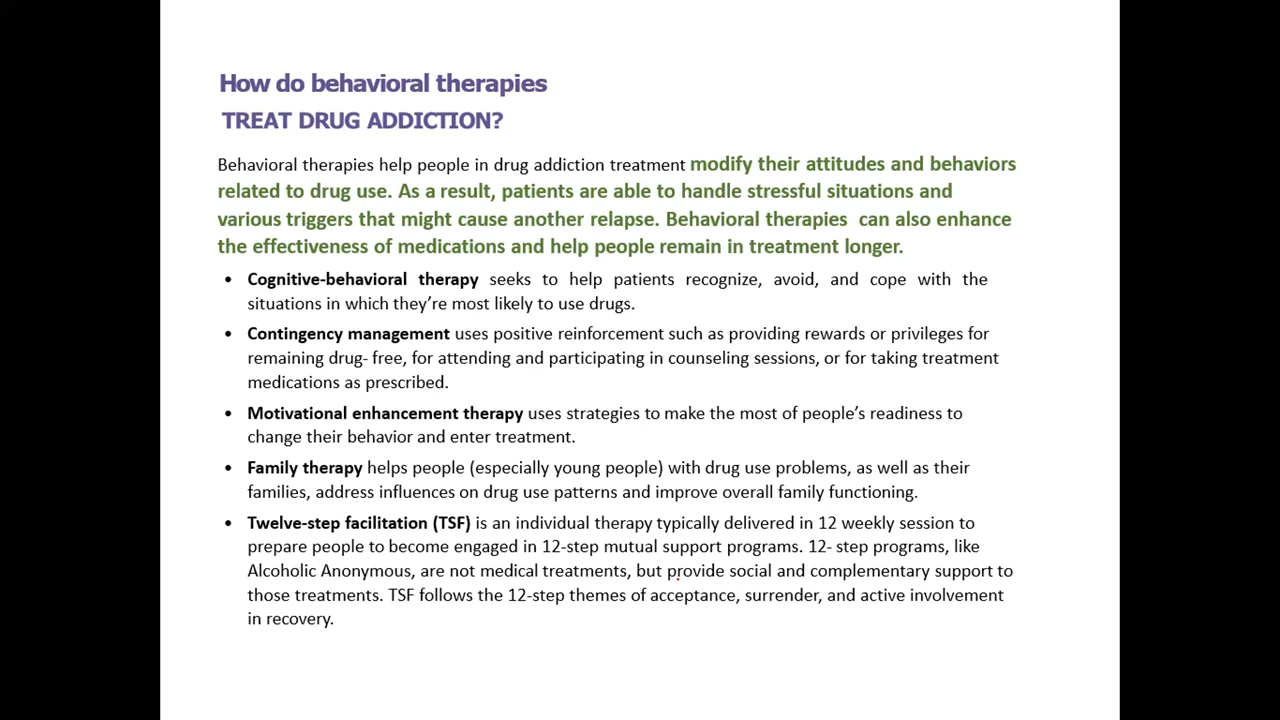 How do behavioral therapies
TREAT DRUG ADDICTION?
Behavioral therapies help people in drug addiction treatment modify their attitudes and behaviors
related to drug use. As a result, patients are able to handle stressful situations and
various triggers that might cause another relapse. Behavioral therapies can also enhance
the effectiveness of medications and help people remain in treatment longer.
• Cognitive-behavioral therapy seeks to help patients recognize, avoid, and cope with the
situations in which they're most likely to use drugs.
• Contingency management uses positive reinforcement such as providing rewards or privileges for
remaining drug- free, for attending and participating in counseling sessions, or for taking treatment
medications as prescribed.
• Motivational enhancement therapy uses strategies to make the most of people's readiness to
change their behavior and enter treatment.
• Family therapy helps people (especially young people) with drug use problems, as well as their
families, address influences on drug use patterns and improve overall family functioning.
• Twelve-step facilitation (TSF) is an individual therapy typically delivered in 12 weekly session to
prepare people to become engaged in 12-step mutual support programs. 12- step programs, like
Alcoholic Anonymous, are not medical treatments, but provide social and complementary support to
those treatments. TSF follows the 12-step themes of acceptance, surrender, and active involvement
in recovery.